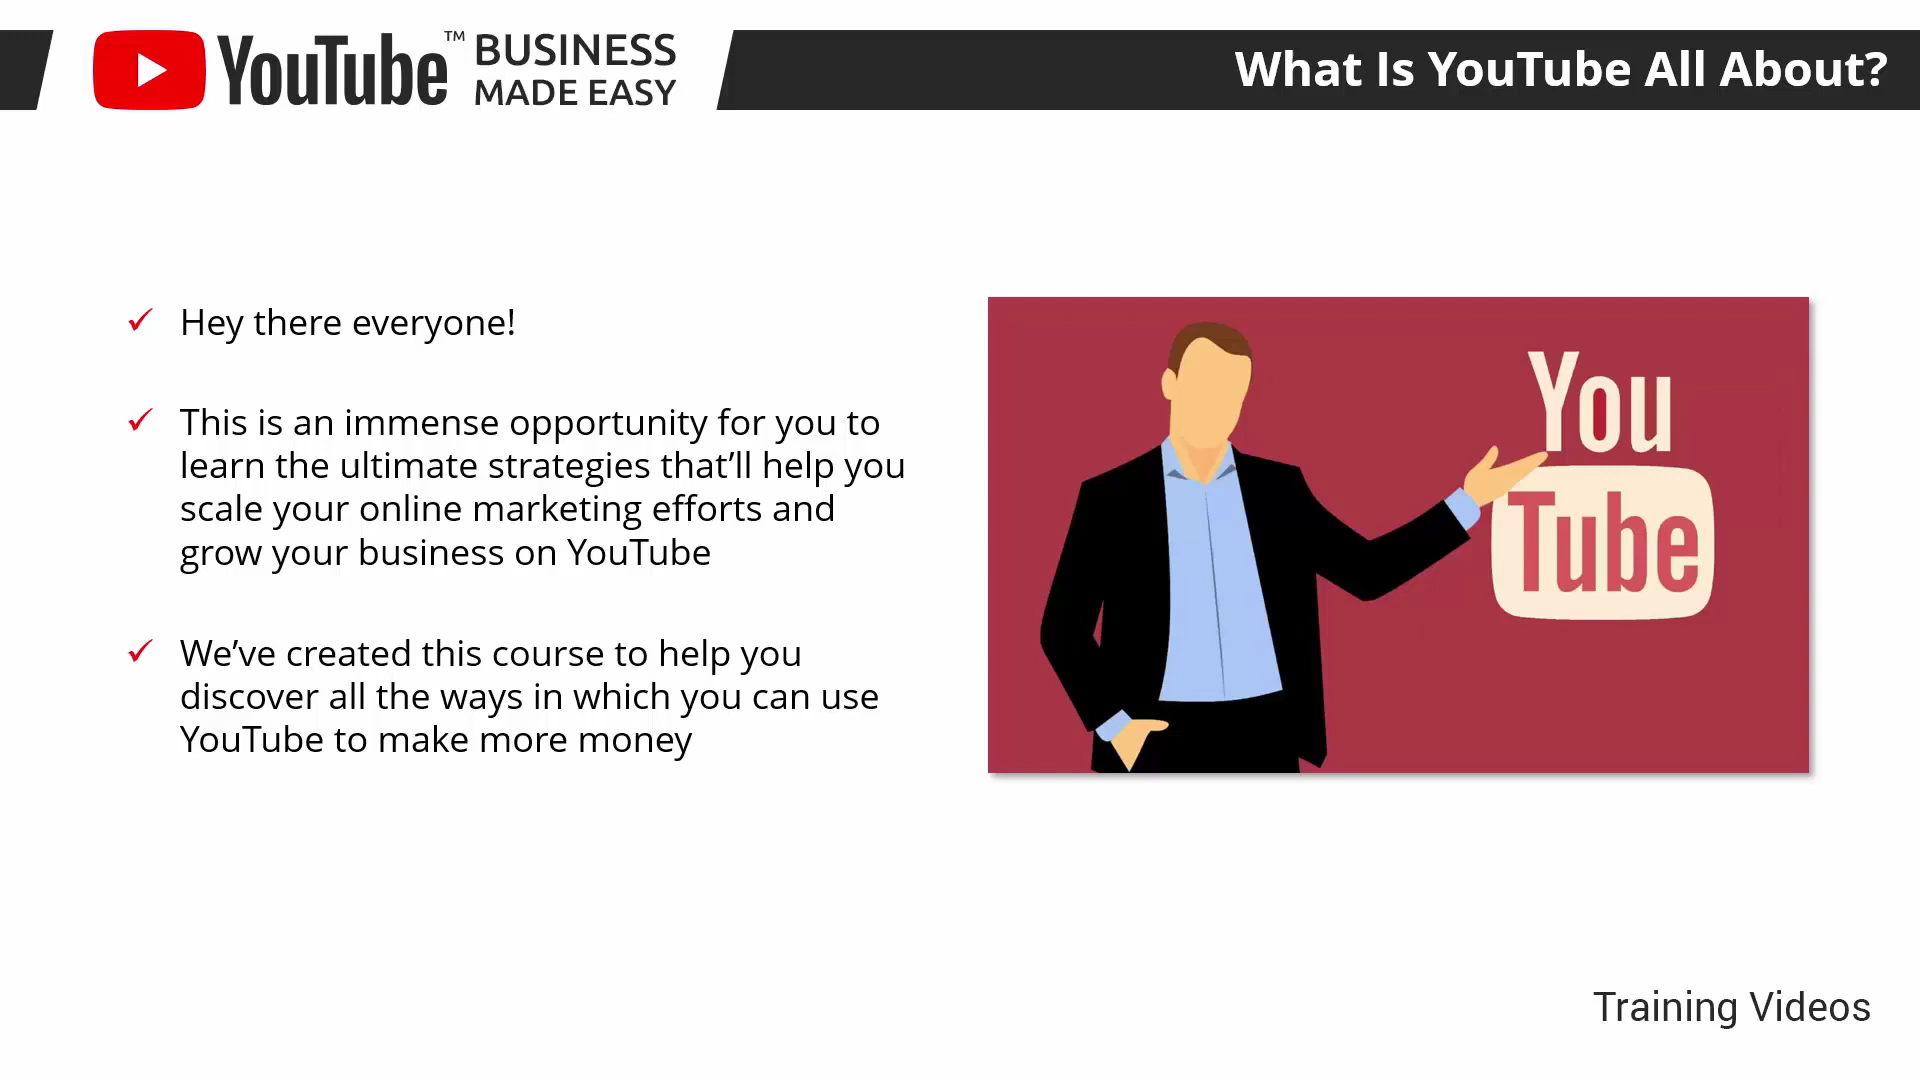 YouTube™ BUSINESS
MADE EASY
What Is YouTube All About?
Hey there everyone!
This is an immense opportunity for you to
learn the ultimate strategies that’ll help you
scale your online marketing efforts and
grow your business on YouTube
We’ve created this course to help you
discover all the ways in which you can use
YouTube to make more money
You
Tube
Training Videos